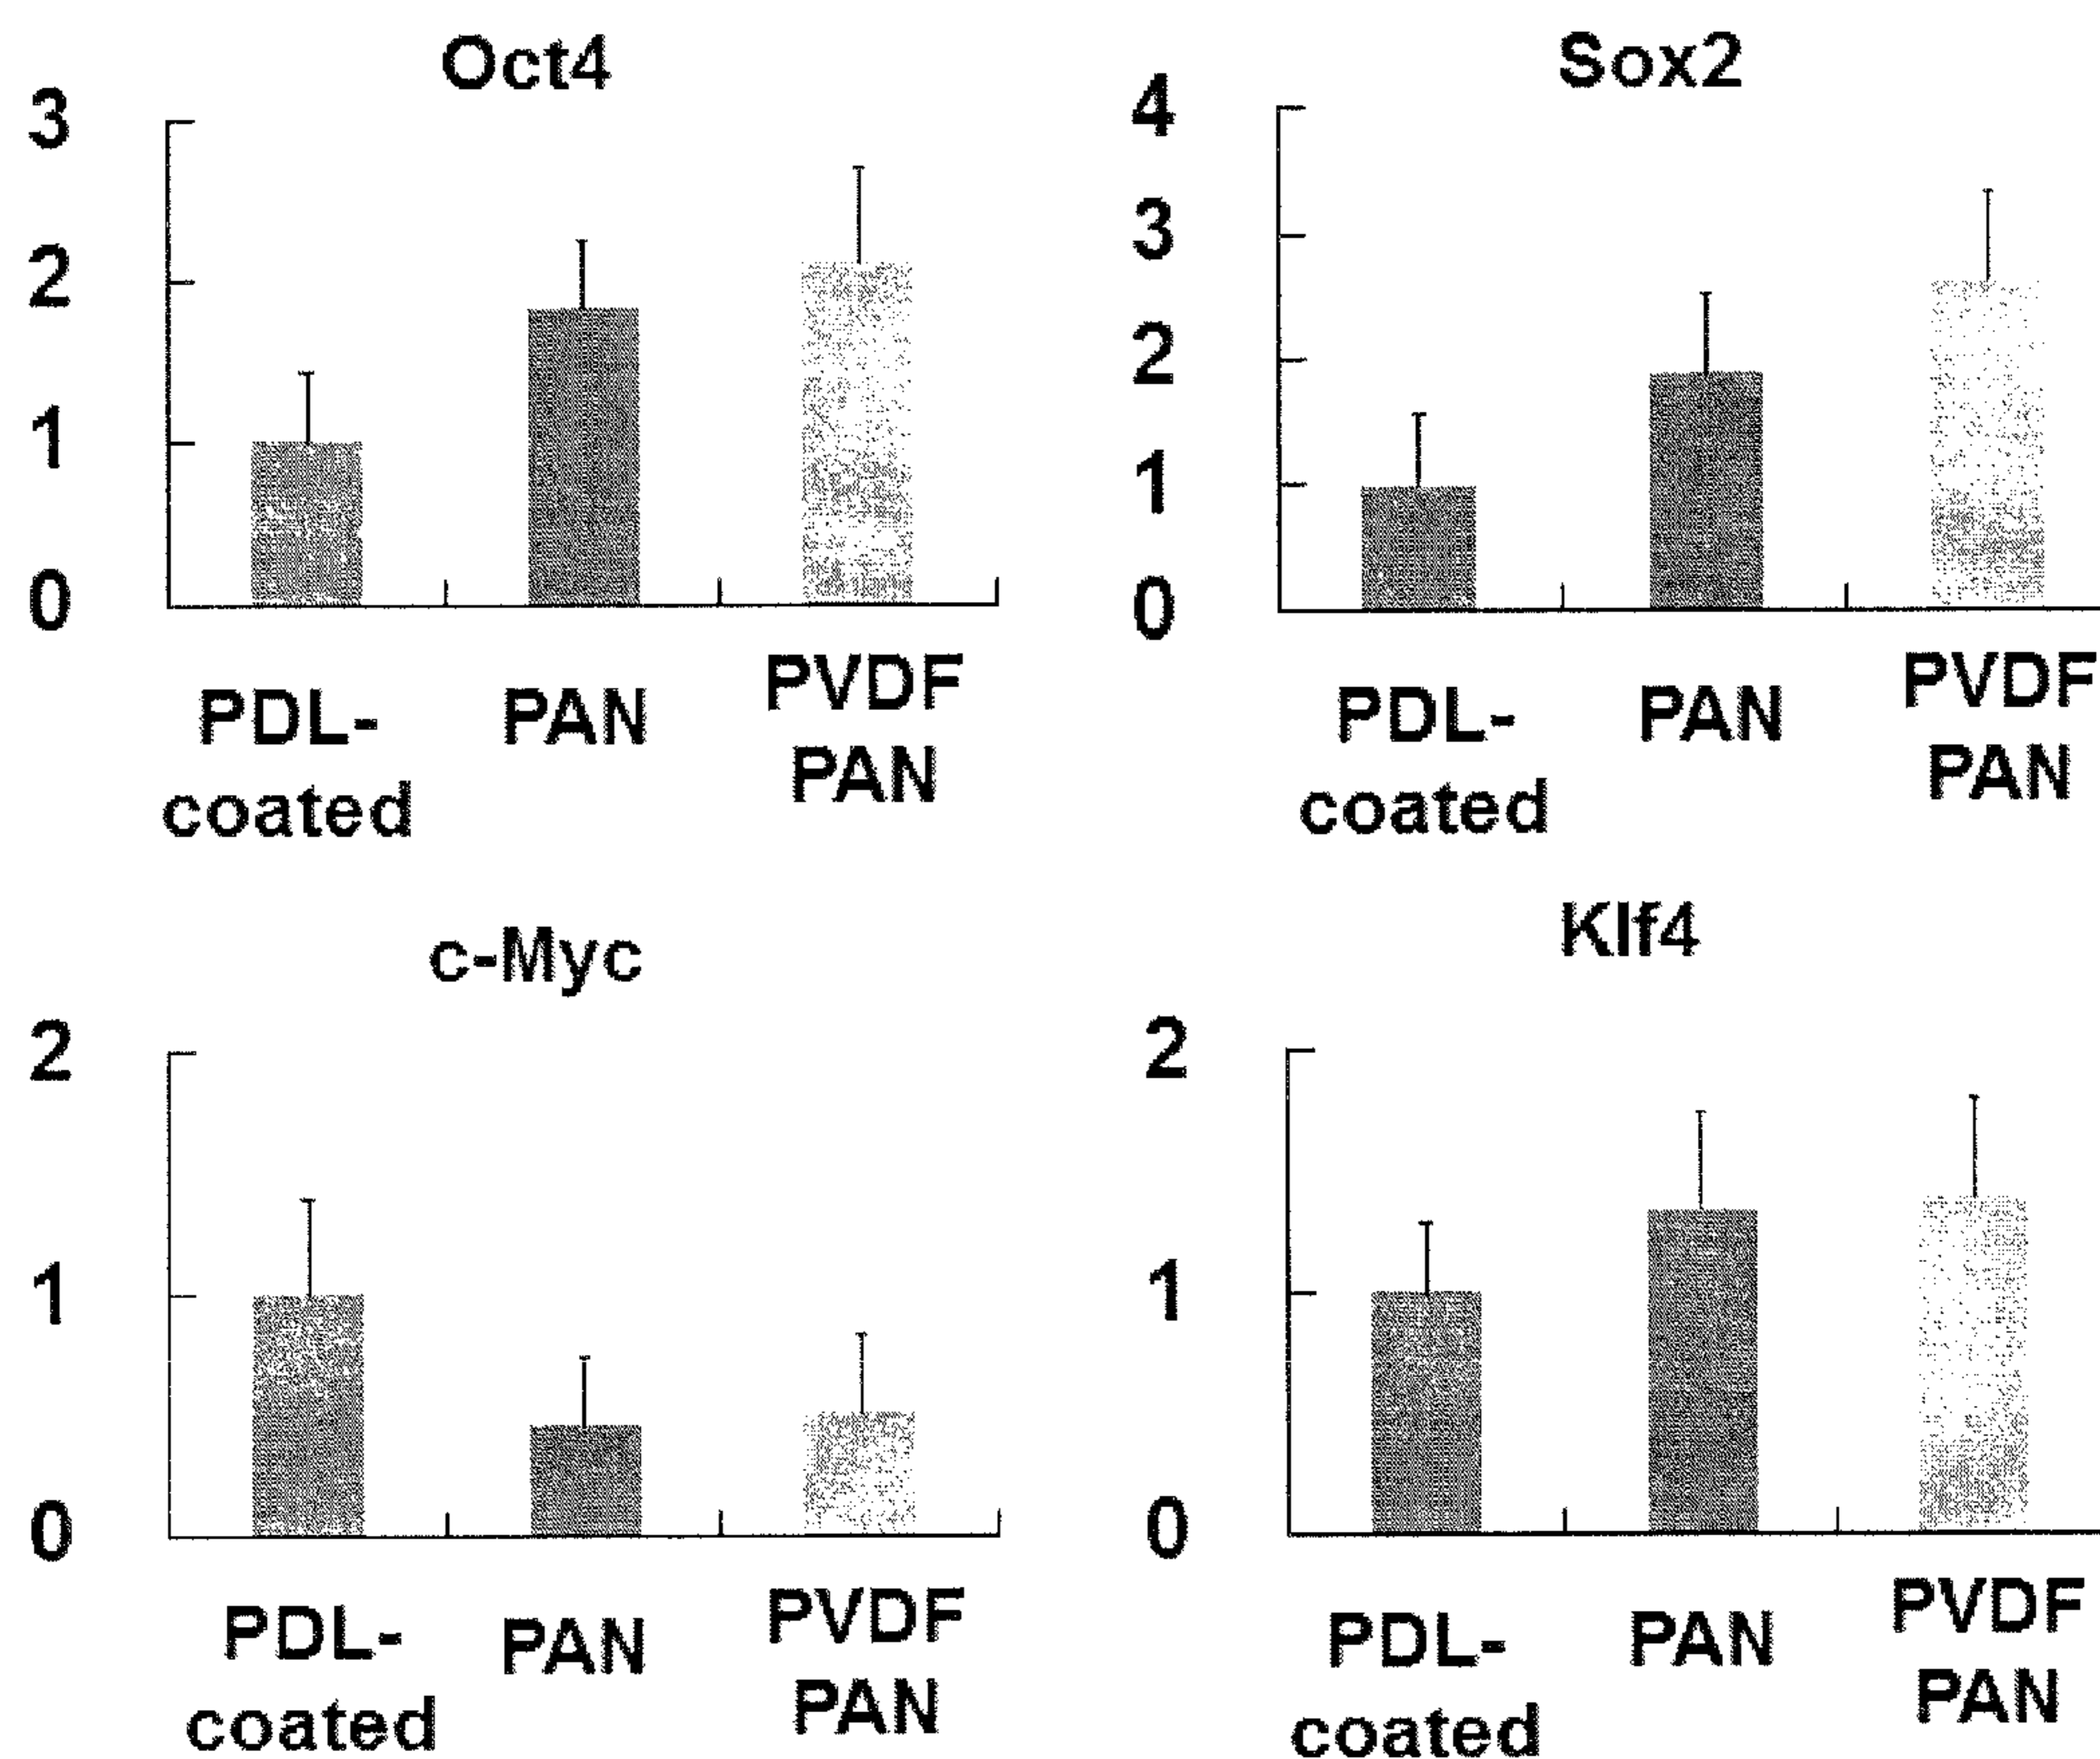 Oct4
3
2
1
0
PDL-
coated
PAN
PVDF
PAN
Sox2
4
3
2
1
0
PDL-
coated
PAN
PVDF
PAN
c-Myc
2
1
0
PDL-
coated
PAN
PVDF
PAN
Klf4
2
1
0
PDL-
coated
PAN
PVDF
PAN